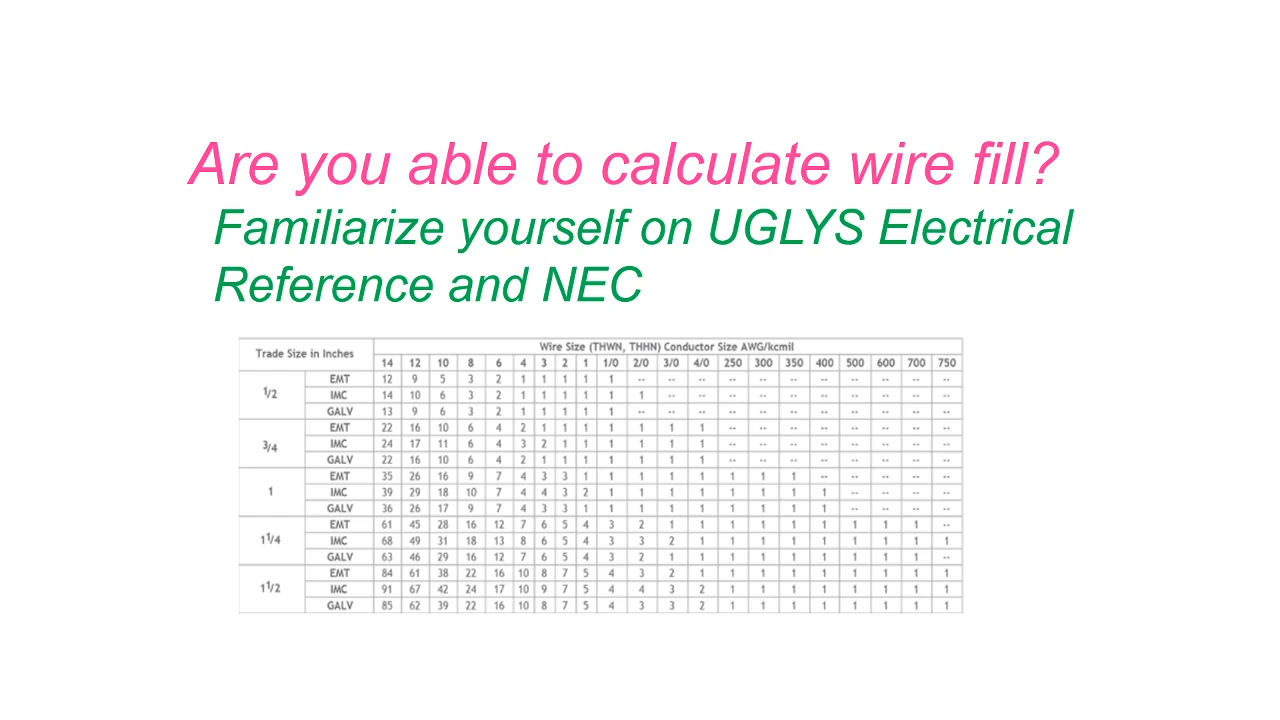 Are you able to calculate wire fill?
Familiarize yourself on UGLYS Electrical
Reference and NEC
Trade Size in Inches Wire Size (THWN, THHN) Conductor Size AWG/kcmil
14 12 10 8 6 4 3 2 1 1/0 2/0 3/0 4/0 250 300 350 400 500 600 700 750
1/2 EMT 12 9 5 3 2 1 1 1 1 1 -- -- -- -- -- -- -- -- -- -- --
IMC 14 10 6 3 2 1 1 1 1 1 1 -- -- -- -- -- -- -- -- -- --
GALV 13 9 6 3 2 1 1 1 1 1 -- -- -- -- -- -- -- -- -- -- --
3/4 EMT 22 16 10 6 4 2 1 1 1 1 1 1 1 -- -- -- -- -- -- -- --
IMC 24 17 11 6 4 3 2 1 1 1 1 1 1 -- -- -- -- -- -- -- --
GALV 22 16 10 6 4 2 1 1 1 1 1 1 1 -- -- -- -- -- -- -- --
1 EMT 35 26 16 9 7 4 3 3 1 1 1 1 1 1 1 1 -- -- -- -- --
IMC 39 29 18 10 7 4 4 3 2 1 1 1 1 1 1 1 1 -- -- -- --
GALV 36 26 17 9 7 4 3 3 1 1 1 1 1 1 1 1 1 -- -- -- --
1 1/4 EMT 61 45 28 16 12 7 6 5 4 3 2 1 1 1 1 1 1 1 1 1 --
IMC 68 49 31 18 13 8 6 5 4 3 3 2 1 1 1 1 1 1 1 1 1
GALV 63 46 29 16 12 7 6 5 4 3 2 1 1 1 1 1 1 1 1 1 --
1 1/2 EMT 84 61 38 22 16 10 8 7 5 4 3 2 1 1 1 1 1 1 1 1 1
IMC 91 67 42 24 17 10 9 7 5 4 4 3 2 1 1 1 1 1 1 1 1
GALV 85 62 39 22 16 10 8 7 5 4 3 3 2 1 1 1 1 1 1 1 1